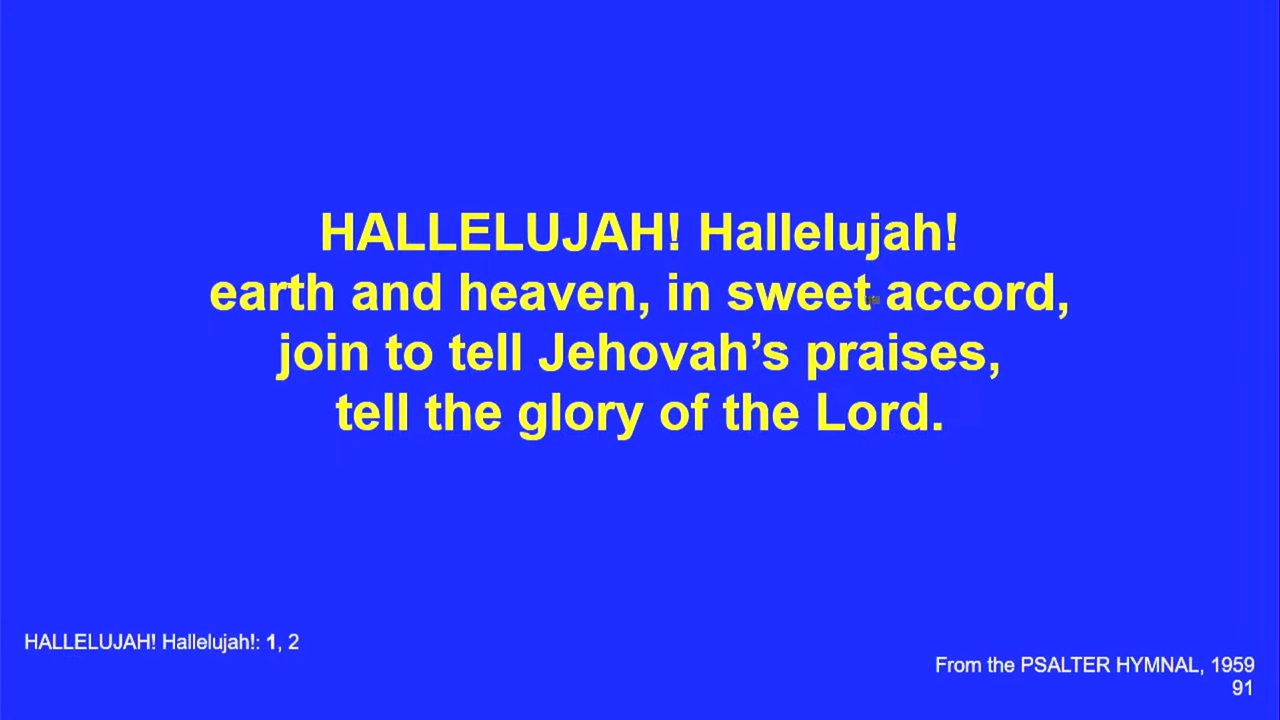 HALLELUJAH! Hallelujah!
earth and heaven, in sweet accord,
join to tell Jehovah’s praises,
tell the glory of the Lord.
HALLELUJAH! Hallelujah!: 1, 2
From the PSALTER HYMNAL, 1959
91